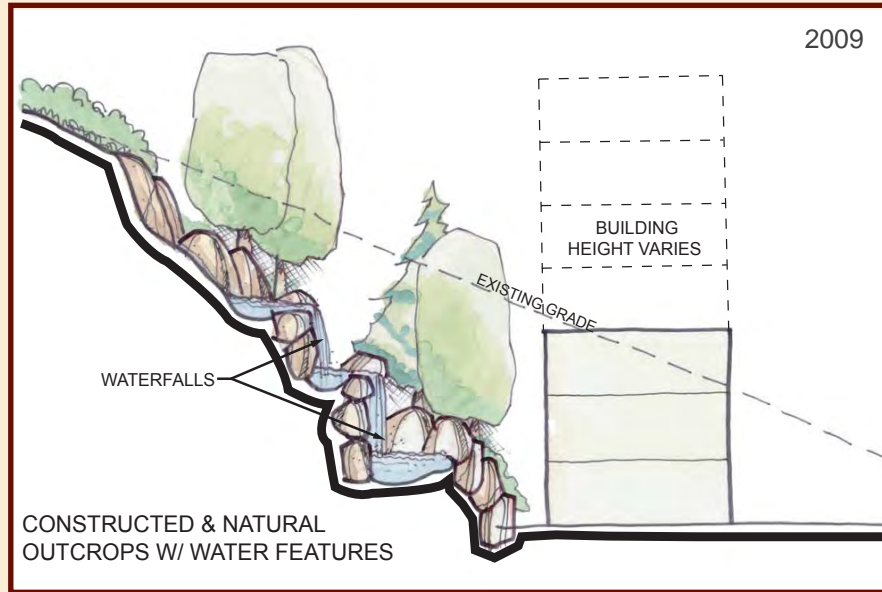 2009
BUILDING
HEIGHT VARIES
EXISTING GRADE
WATERFALLS
CONSTRUCTED & NATURAL
OUTCROPS W/ WATER FEATURES